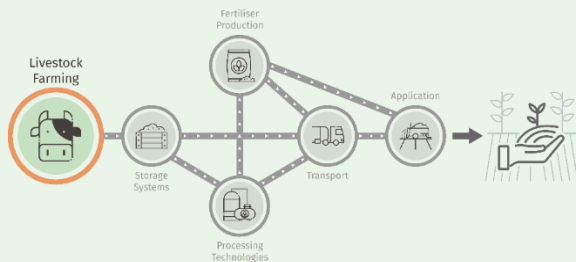 Fertiliser
Production
Livestock
Farming
Application
Storage
Systems
Transport
Processing
Technologies